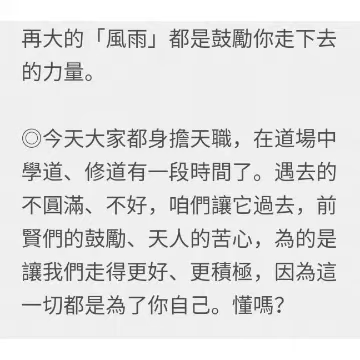 再大的「風雨」都是鼓勵你走下去
的力量。
◎今天大家都身擔天職，在道場中
學道、修道有一段時間了。遇去的
不圓滿、不好，咱們讓它過去，前
賢們的鼓勵、天人的苦心，為的是
讓我們走得更好、更積極，因為這
一切都是為了你自己。懂嗎？